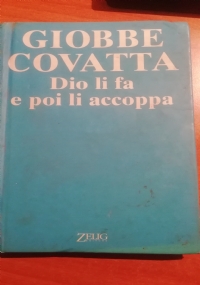 GIOBBE
COVATTA
Dio li fa
e poi li accoppa
ZELIG